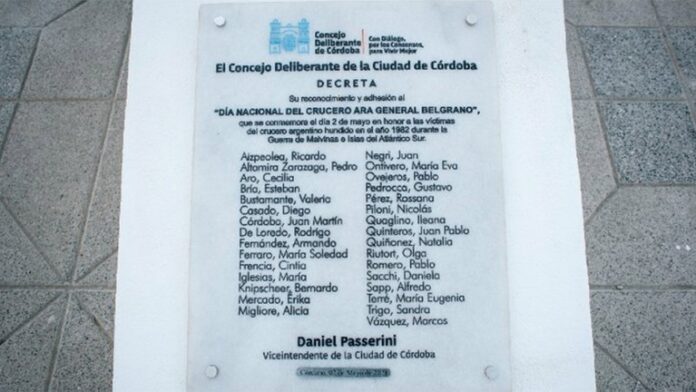 Concejo
Deliberante
de Córdoba
Con Diálogo,
por los Consensos,
para Vivir Mejor
El Concejo Deliberante de la Ciudad de Córdoba
DECRETA
Su reconocimiento y adhesión al
"DÍA NACIONAL DEL CRUCERO ARA GENERAL BELGRANO",
que se conmemora el día 2 de mayo en honor a las víctimas
del crucero argentino hundido en el año 1982 durante la
Guerra de Malvinas e Islas del Atlántico Sur.
Aizpeolea, Ricardo
Altamira Zarazaga, Pedro
Aro, Cecilia
Bría, Esteban
Bustamante, Valeria
Casado, Diego
Córdoba, Juan Martín
De Loredo, Rodrigo
Fernández, Armando
Ferraro, María Soledad
Frencia, Cintia
Iglesias, María
Knipscheer, Bernardo
Mercado, Érika
Migliore, Alicia
Negri, Juan
Ontivero, María Eva
Ovejeros, Pablo
Pedrocca, Gustavo
Pérez, Rossana
Piloni, Nicolás
Quaglino, Ileana
Quinteros, Juan Pablo
Quiñonez, Natalia
Riutort, Olga
Romero, Pablo
Sacchi, Daniela
Sapp, Alfredo
Terré, María Eugenia
Trigo, Sandra
Vázquez, Marcos
Daniel Passerini
Viceintendente de la Ciudad de Córdoba
Córdoba, 02 de Mayo de